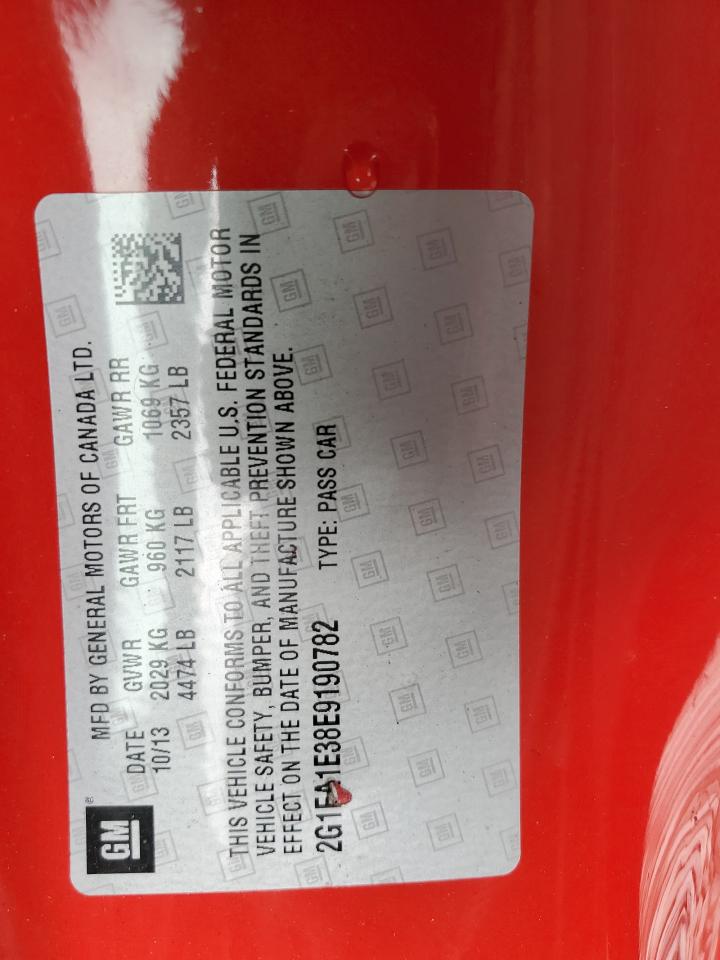 GM®
MFD BY GENERAL MOTORS OF CANADA LTD.
DATE GVWR GAWR FRT GAWR RR
10/13 2029 KG 960 KG 1069 KG
4474 LB 2117 LB 2357 LB
THIS VEHICLE CONFORMS TO ALL APPLICABLE U.S. FEDERAL MOTOR
VEHICLE SAFETY, BUMPER, AND THEFT PREVENTION STANDARDS IN
EFFECT ON THE DATE OF MANUFACTURE SHOWN ABOVE.
2G1FA1E38E9190782 TYPE: PASS CAR